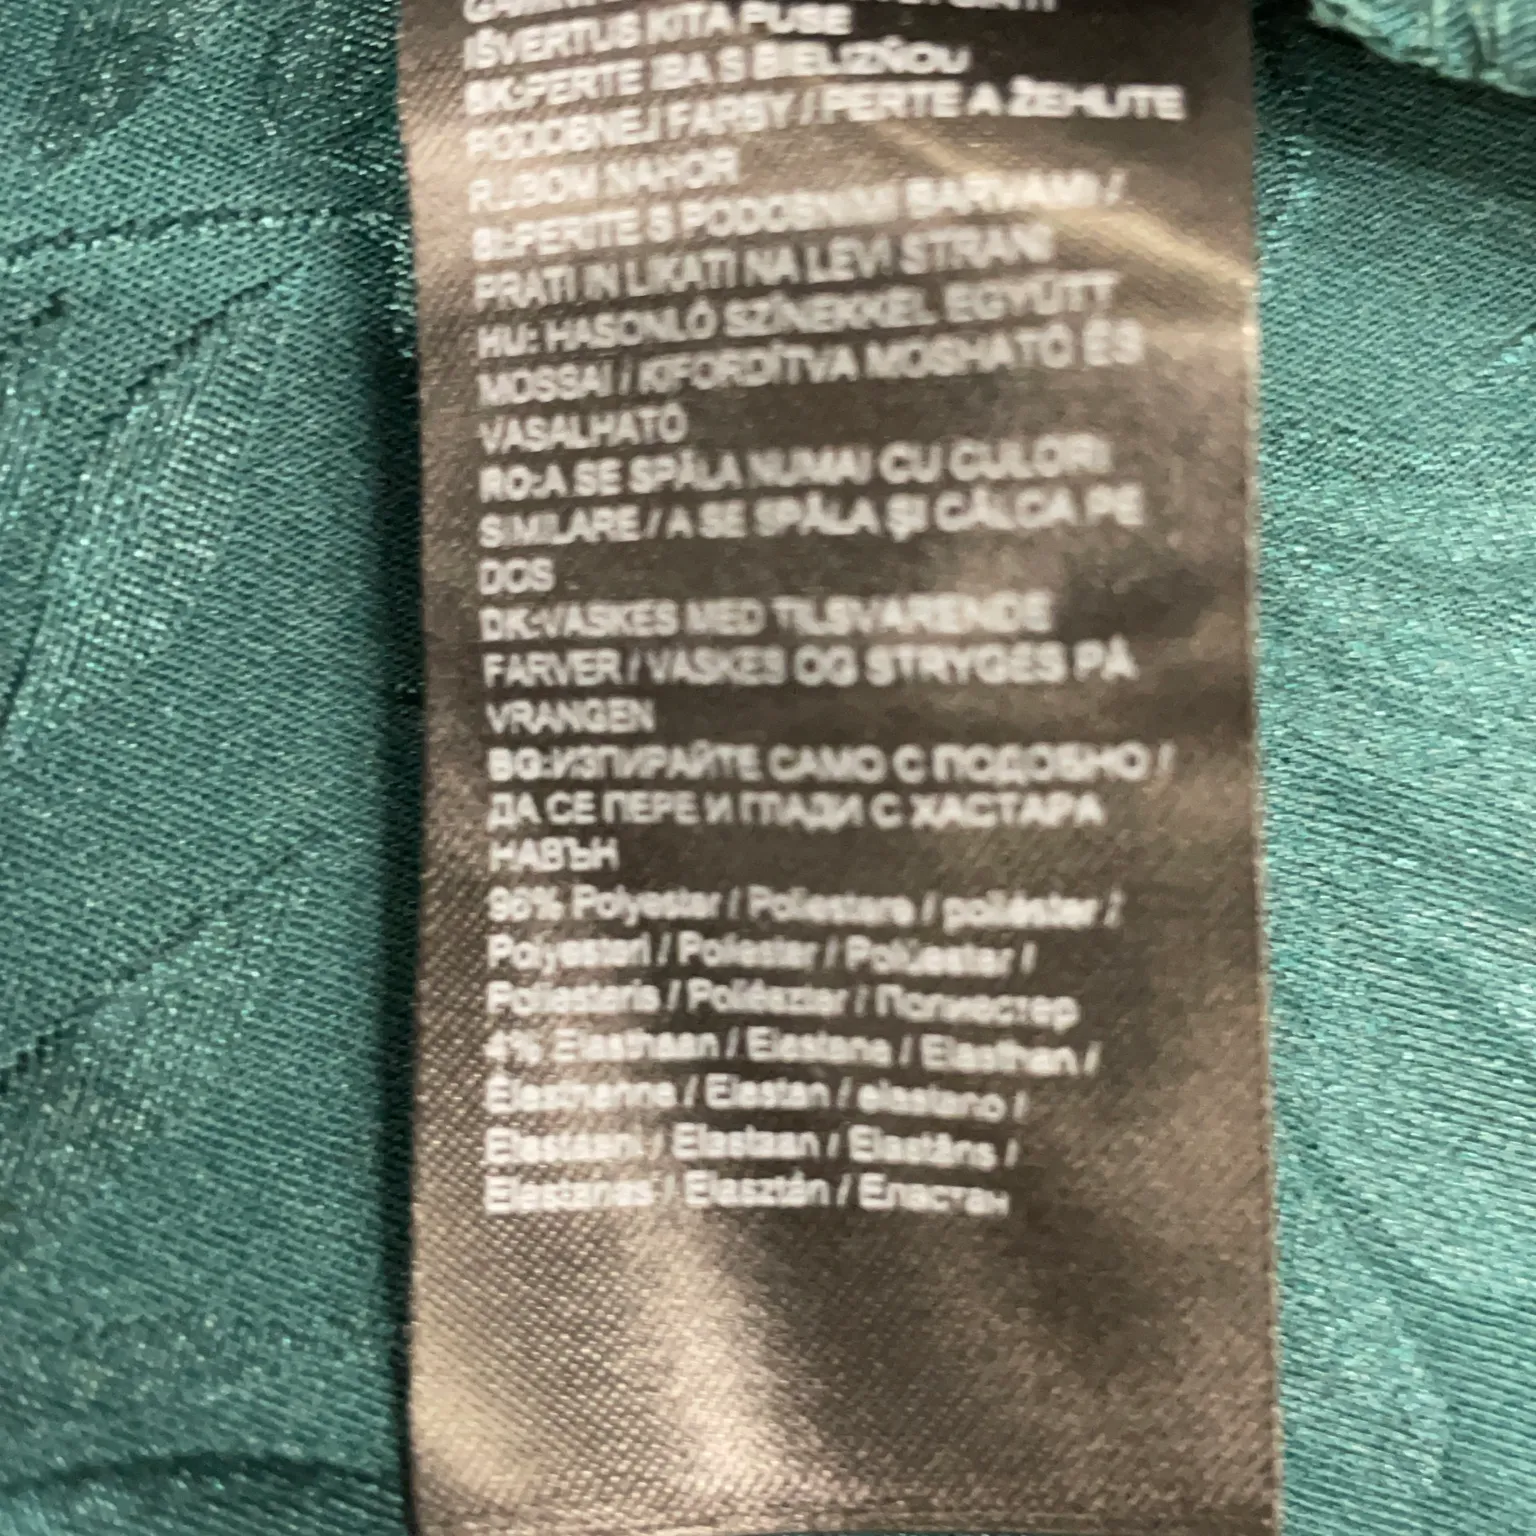 IŠVERTUS KITĄ PUSĘ
SK:PERTE IBA S BIELIZŇOU
PODOBNEJ FARBY / PERTE A ŽEHLITE
RUBOM NAHOR
SI:PERITE S PODOBNIMI BARVAMI /
PRATI IN LIKATI NA LEVI STRANI
HU: HASONLÓ SZÍNEKKEL EGYÜTT
MOSSAI / KIFORDÍTVA MOSHATÓ ÉS
VASALHATÓ
RO:A SE SPĂLA NUMAI CU CULORI
SIMILARE / A SE SPĂLA ŞI CĂLCA PE
DOS
DK:VASKES MED TILSVARENDE
FARVER / VASKES OG STRYGES PÅ
VRANGEN
BG:ИЗПИРАЙТЕ САМО С ПОДОБНО /
ДА СЕ ПЕРЕ И ГЛАДИ С ХАСТАРА
НАВЪН
96% Polyester / Poliestere / poliéster /
Polyesteri / Poliester / Polüester /
Poliesteris / Poliészter / Полиестер
4% Elasthaan / Elastane / Elasthan /
Élasthanne / Elastan / elastano /
Elastaani / Elastaan / Elastāns /
Elastanas / Elasztán / Еластан